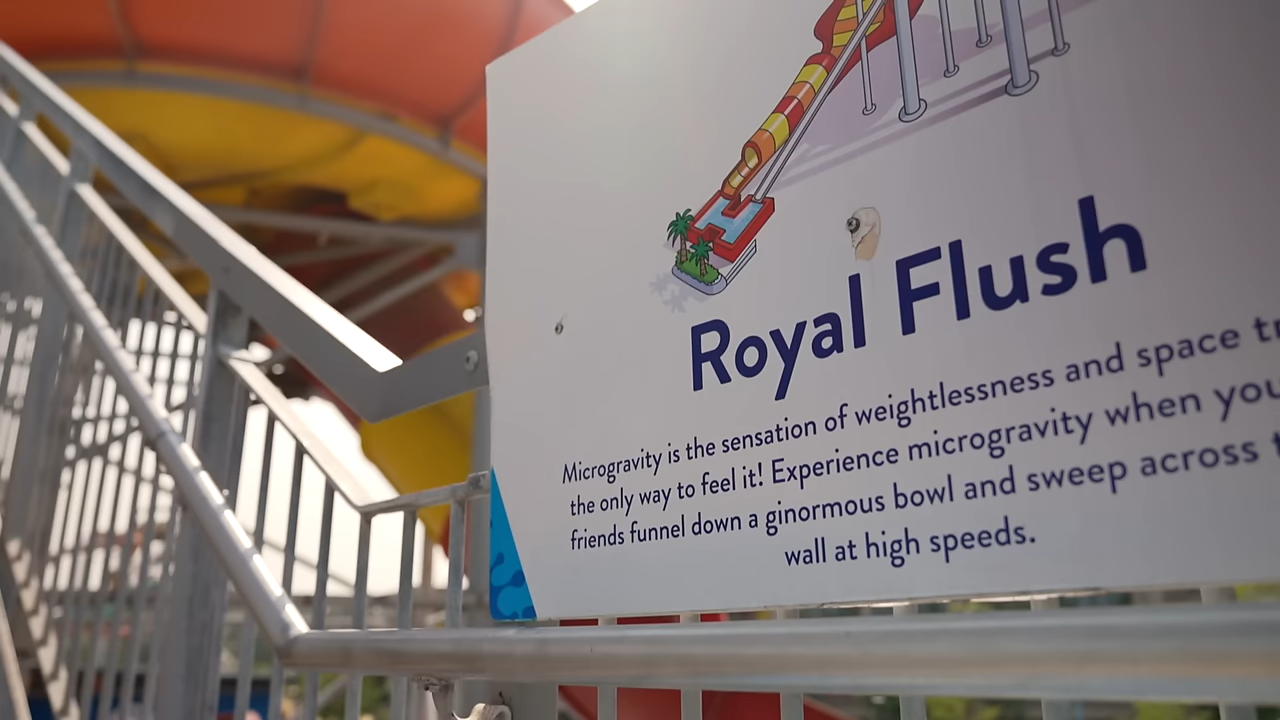 Royal Flush
Microgravity is the sensation of weightlessness and space
the only way to feel it! Experience microgravity when you
friends funnel down a ginormous bowl and sweep across
wall at high speeds.